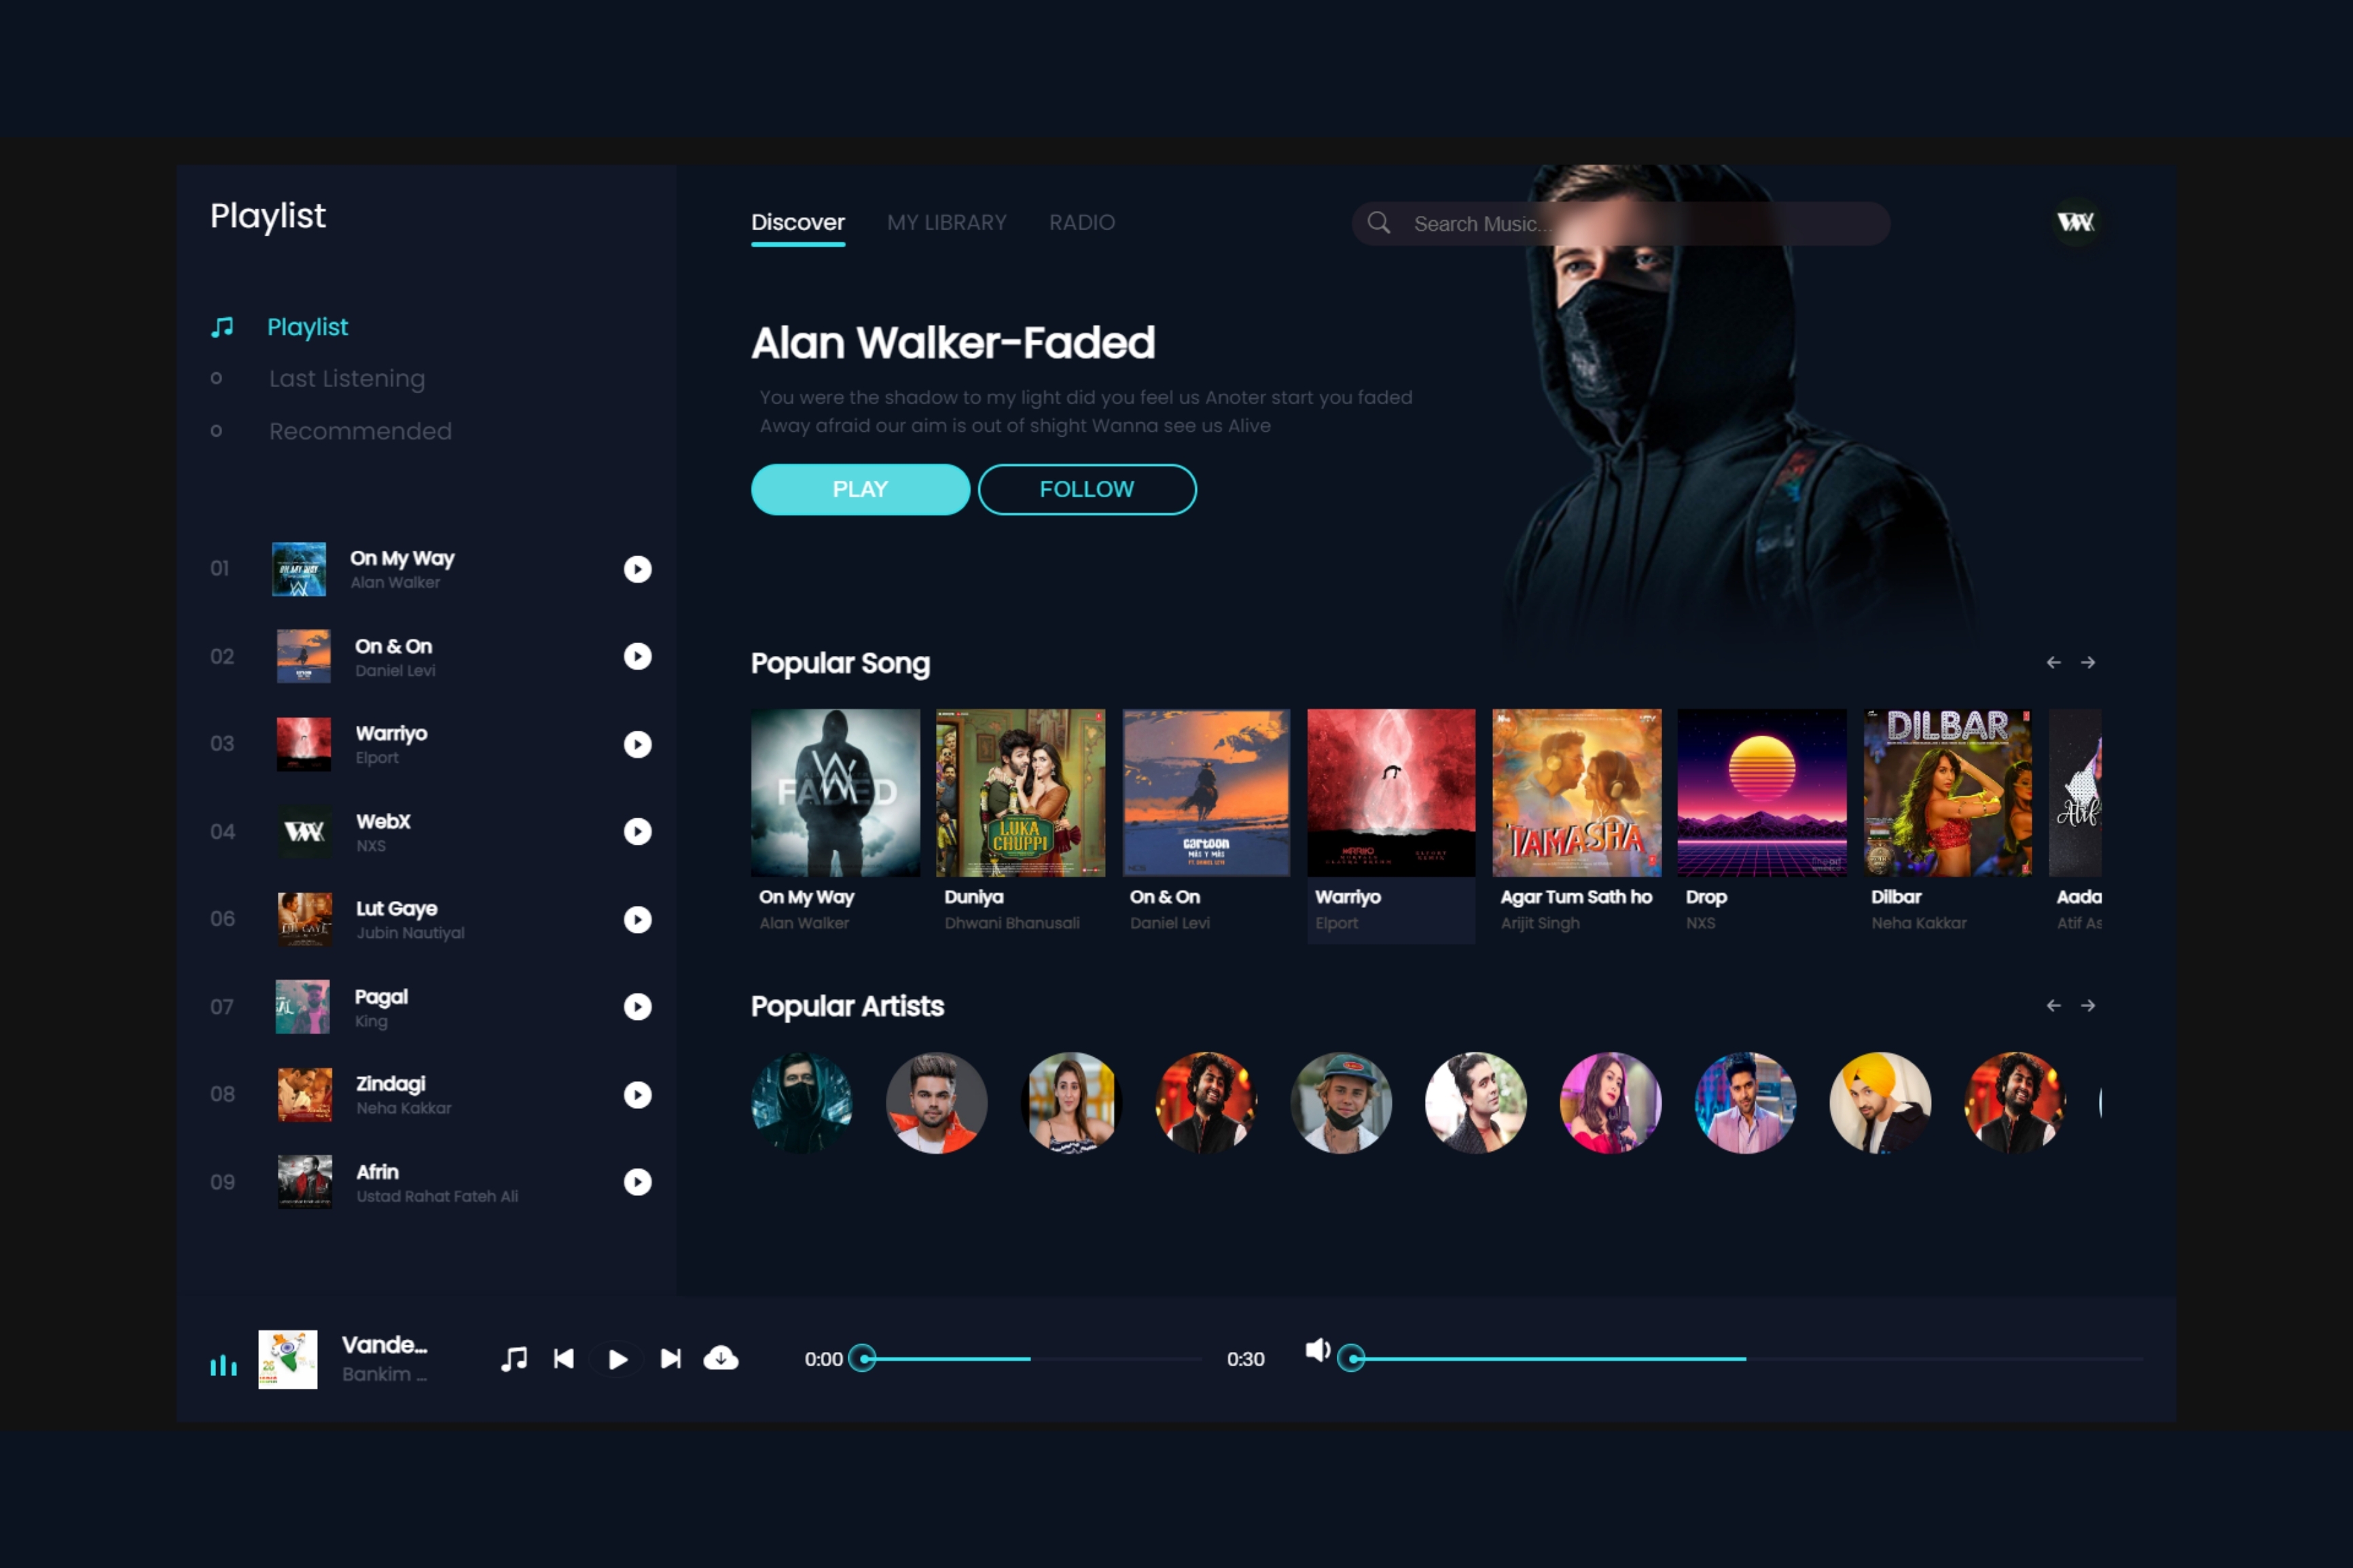 Playlist
Playlist
Last Listening
Recommended
01
On My Way
Alan Walker
02
On & On
Daniel Levi
03
Warriyo
Elport
04
WebX
NXS
06
Lut Gaye
Jubin Nautiyal
07
Pagal
King
08
Zindagi
Neha Kakkar
09
Afrin
Ustad Rahat Fateh Ali
Discover MY LIBRARY RADIO
Search Music...
Alan Walker-Faded
You were the shadow to my light did you feel us Anoter start you faded
Away afraid our aim is out of shight Wanna see us Alive
PLAY FOLLOW
Popular Song
FADED
LUKA
CHUPPI
cartoon
TAMASHA
DILBAR
Atif
On My Way
Alan Walker
Duniya
Dhwani Bhanusali
On & On
Daniel Levi
Warriyo
Elport
Agar Tum Sath ho
Arijit Singh
Drop
NXS
Dilbar
Neha Kakkar
Aada
Atif As
Popular Artists
Vande...
Bankim ...
0:00
0:30